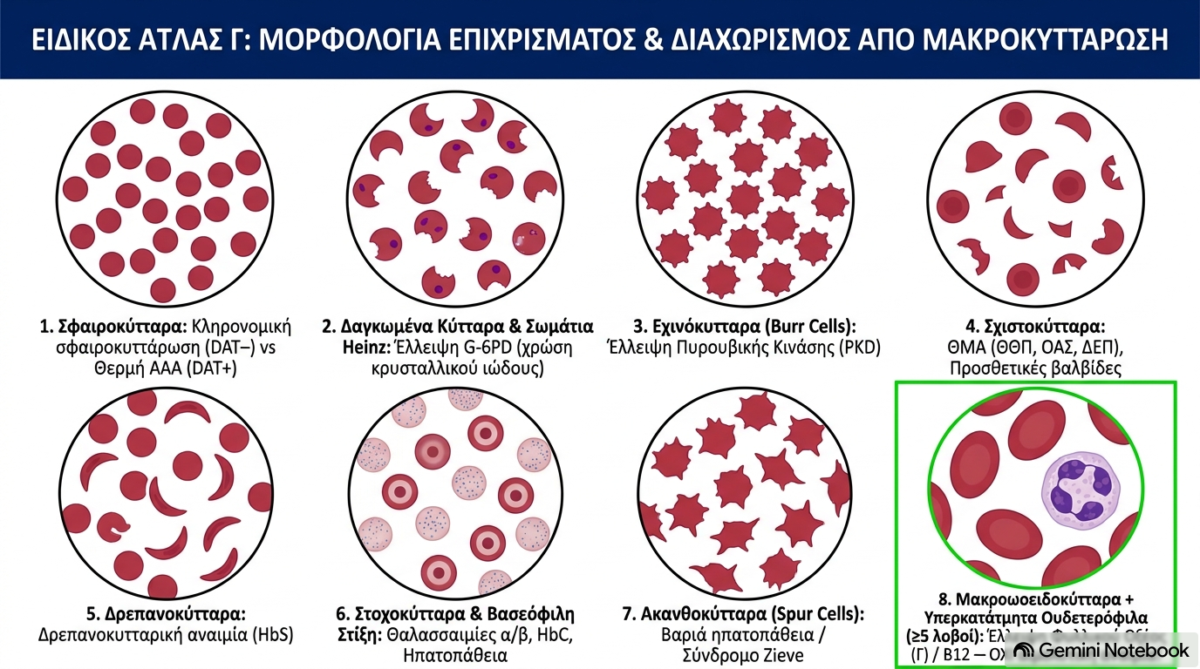 ΕΙΔΙΚΟΣ ΑΤΛΑΣ Γ: ΜΟΡΦΟΛΟΓΙΑ ΕΠΙΧΡΙΣΜΑΤΟΣ & ΔΙΑΧΩΡΙΣΜΟΣ ΑΠΟ ΜΑΚΡΟΚΥΤΤΑΡΩΣΗ
1. Σφαιροκύτταρα: Κληρονομική
σφαιροκυττάρωση (DAT–) vs
Θερμή ΑΑΑ (DAT+)
2. Δαγκωμένα Κύτταρα & Σωμάτια
Heinz: Έλλειψη G-6PD (χρώση
κρυσταλλικού ιώδους)
3. Εχινόκυτταρα (Burr Cells):
Έλλειψη Πυρουβικής Κινάσης (PKD)
4. Σχιστοκύτταρα:
ΘΜΑ (ΘΘΠ, ΟΑΣ, ΔΕΠ),
Προσθετικές βαλβίδες
5. Δρεπανοκύτταρα:
Δρεπανοκυτταρική αναιμία (HbS)
6. Στοχοκύτταρα & Βασεόφιλη
Στίξη: Θαλασσαιμίες α/β, HbC,
Ηπατοπάθεια
7. Ακανθοκύτταρα (Spur Cells):
Βαριά ηπατοπάθεια /
Σύνδρομο Zieve
8. Μακροωοειδοκύτταρα +
Υπερκατάτμητα Ουδετερόφιλα
(≥5 λοβοί):
(Γ) / B12 –
Gemini Notebook